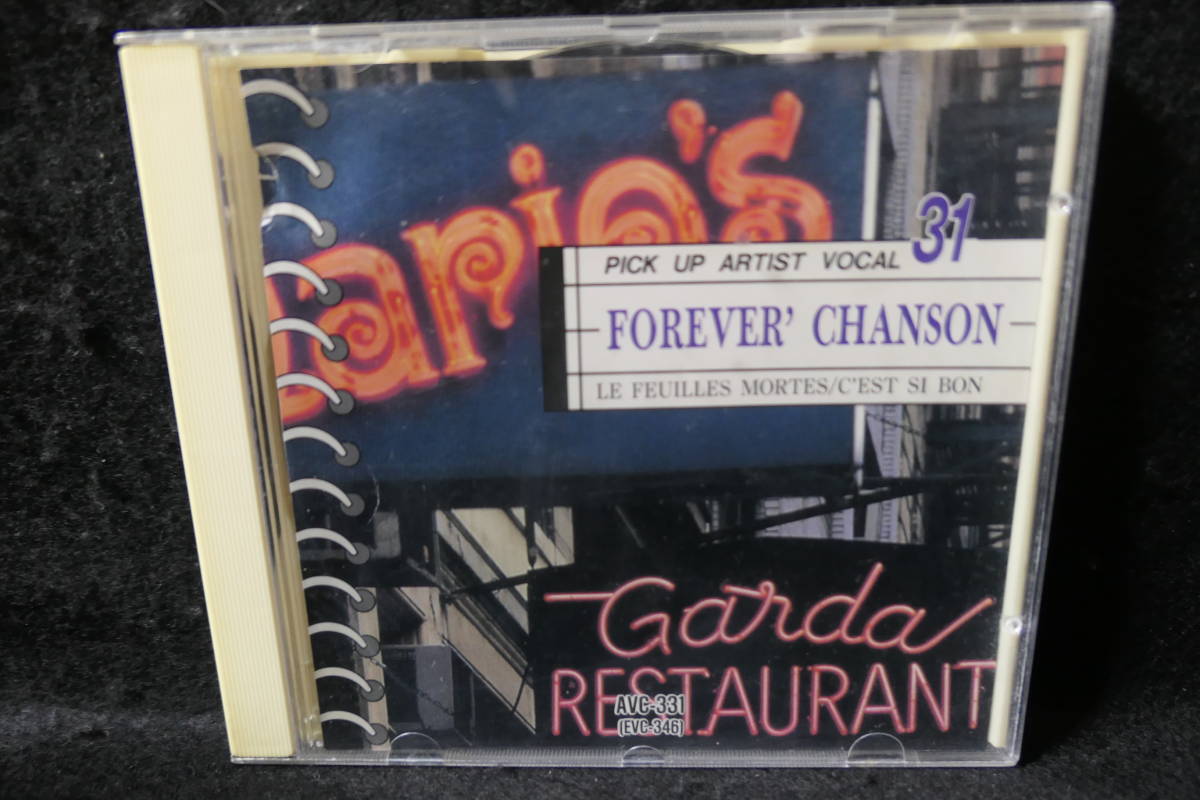 ario's
PICK UP ARTIST VOCAL 31
FOREVER' CHANSON
LE FEUILLES MORTES/C'EST SI BON
Garda
RESTAURANT
AVC-331
(EVC-346)